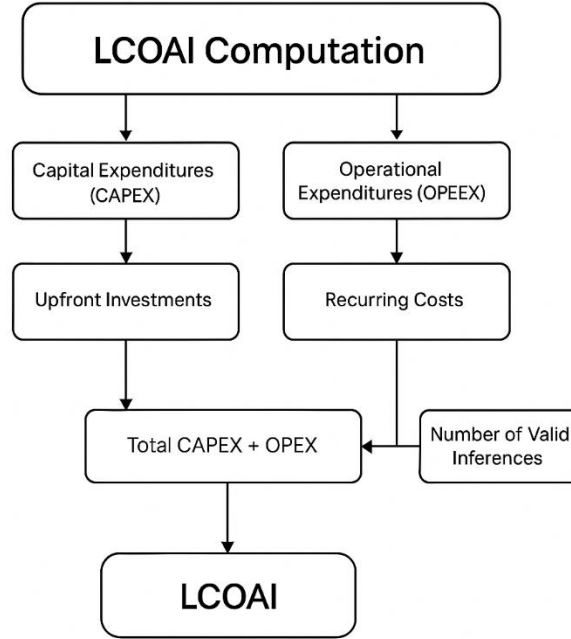 LCOAI Computation
Capital Expenditures
(CAPEX)
Operational
Expenditures (OPEEX)
Upfront Investments
Recurring Costs
Total CAPEX + OPEX
Number of Valid
Inferences
LCOAI